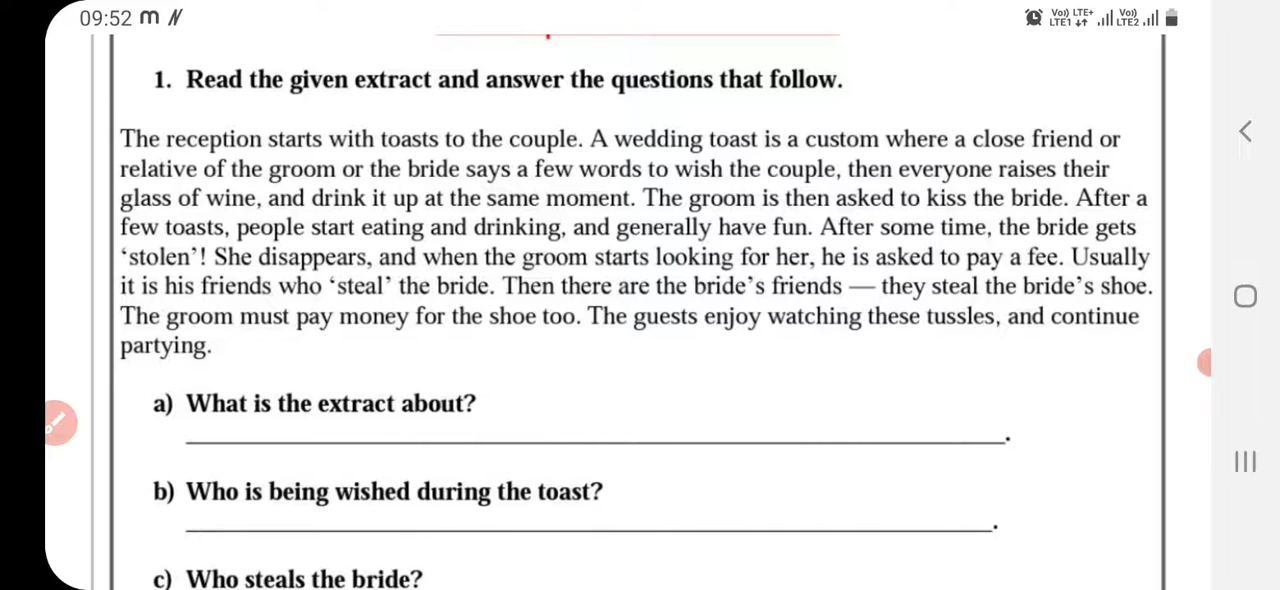 09:52 m N
Vo)) LTE+ Vo))
LTE1 LTE2
1. Read the given extract and answer the questions that follow.
The reception starts with toasts to the couple. A wedding toast is a custom where a close friend or
relative of the groom or the bride says a few words to wish the couple, then everyone raises their
glass of wine, and drink it up at the same moment. The groom is then asked to kiss the bride. After a
few toasts, people start eating and drinking, and generally have fun. After some time, the bride gets
‘stolen’! She disappears, and when the groom starts looking for her, he is asked to pay a fee. Usually
it is his friends who ‘steal’ the bride. Then there are the bride’s friends — they steal the bride’s shoe.
The groom must pay money for the shoe too. The guests enjoy watching these tussles, and continue
partying.
a) What is the extract about?
b) Who is being wished during the toast?
c) Who steals the bride?